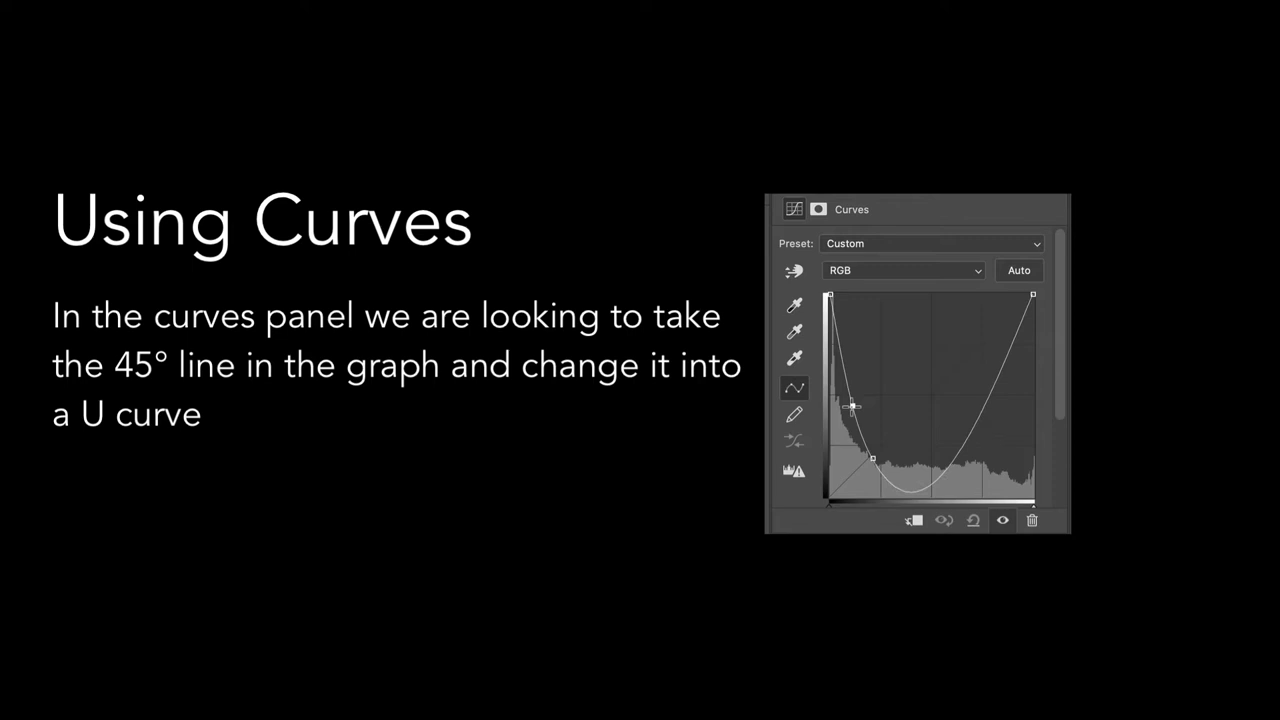 Using Curves
In the curves panel we are looking to take
the 45° line in the graph and change it into
a U curve
Curves
Preset: Custom
RGB
Auto